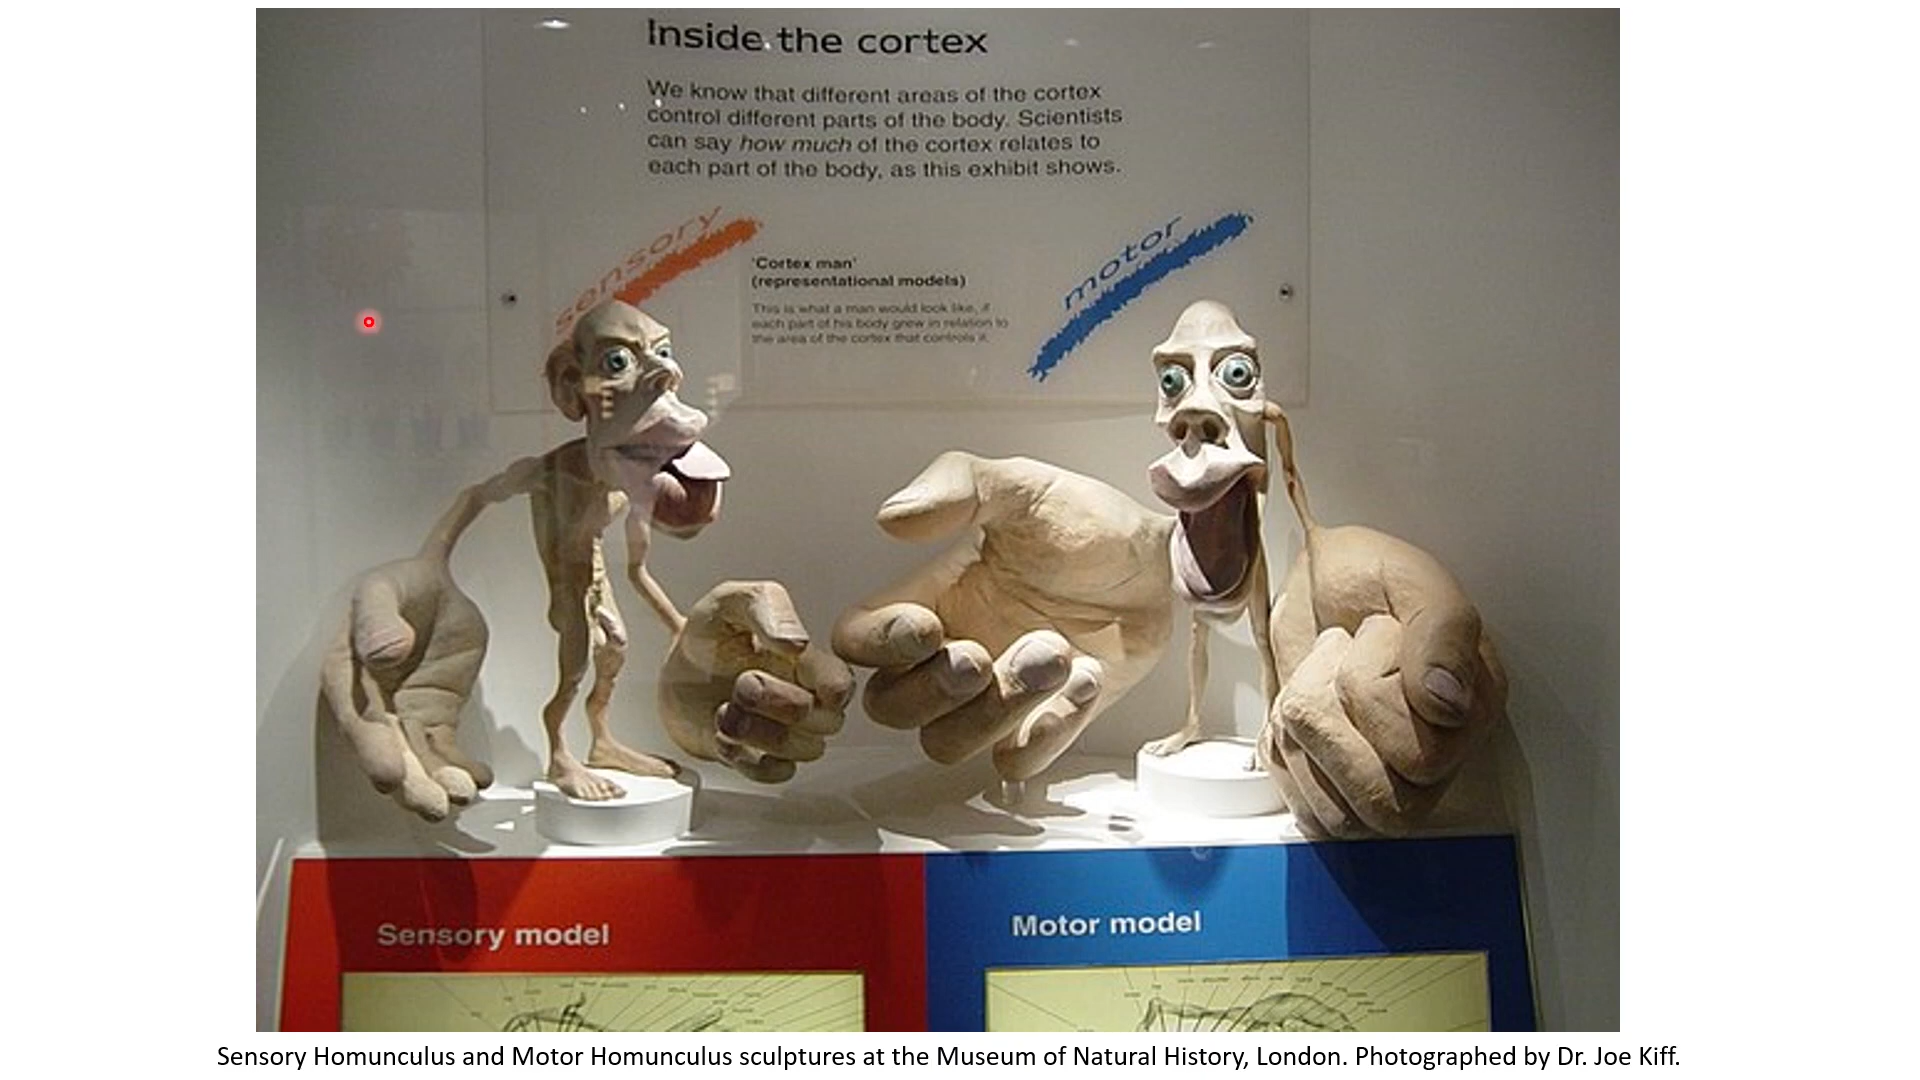 Inside the cortex
We know that different areas of the cortex
control different parts of the body. Scientists
can say how much of the cortex relates to
each part of the body, as this exhibit shows.
sensory
motor
'Cortex man'
(representational models)
This is what a man would look like, if
each part of his body grew in relation to
the area of the cortex that controls it.
Sensory model
Motor model
Sensory Homunculus and Motor Homunculus sculptures at the Museum of Natural History, London. Photographed by Dr. Joe Kiff.